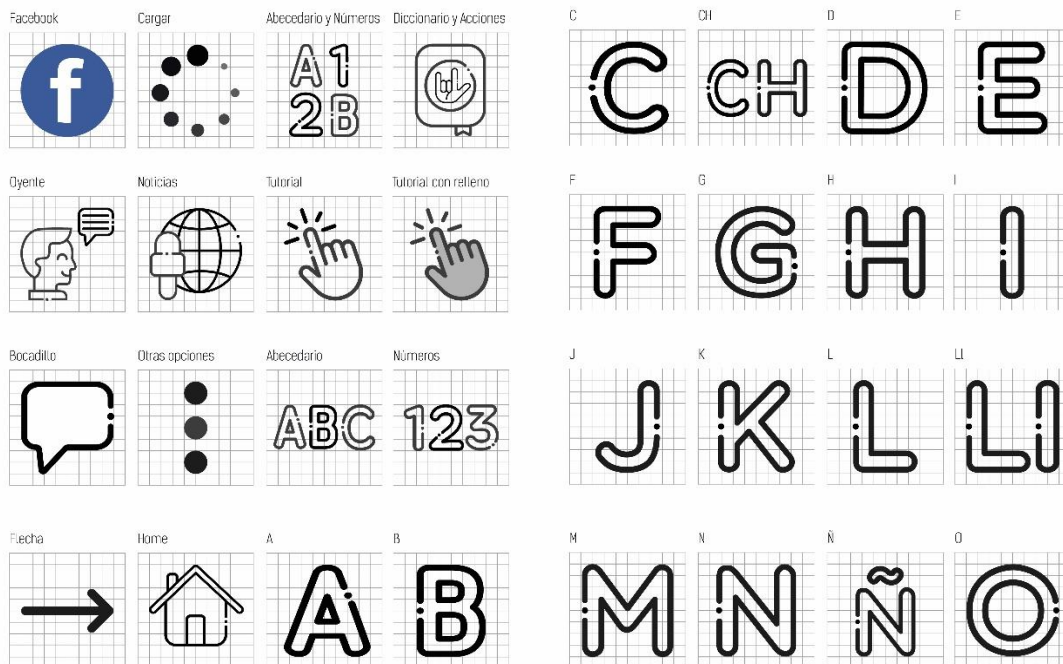 Facebook Cargar Abecedario y Números Diccionario y Acciones
f A1
2B
Oyente Noticias Tutorial Tutorial con relleno
Bocadillo Otras opciones Abecedario Números
ABC 123
Flecha Home A B
A B
C CH D E
C CH D E
F G H I
F G H I
J K L LL
J K L Ll
M N Ñ O
M N Ñ O